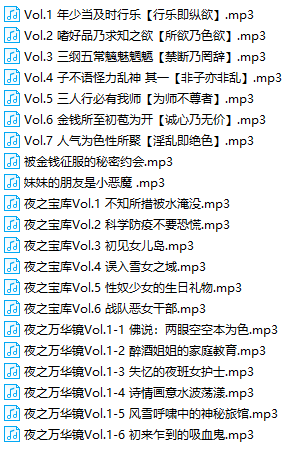 Vol.1 年少当及时行乐【行乐即纵欲】.mp3
Vol.2 嗜好品乃求知之欲【所欲乃色欲】.mp3
Vol.3 三纲五常魑魅魍魉【禁断乃罔辞】.mp3
Vol.4 子不语怪力乱神 其一【非子亦非乱】.mp3
Vol.5 三人行必有我师【为师不尊者】.mp3
Vol.6 金钱所至初苞为开【诚心乃无价】.mp3
Vol.7 人气为色性所聚【淫乱即绝色】.mp3
被金钱征服的秘密约会.mp3
妹妹的朋友是小恶魔 .mp3
夜之宝库Vol.1 不知所措被水淹没.mp3
夜之宝库Vol.2 科学防疫不要恐慌.mp3
夜之宝库Vol.3 初见女儿岛.mp3
夜之宝库Vol.4 误入雪女之域.mp3
夜之宝库Vol.5 性奴少女的生日礼物.mp3
夜之宝库Vol.6 战队恶女干部.mp3
夜之万华镜Vol.1-1 佛说：两眼空空本为色.mp3
夜之万华镜Vol.1-2 醉酒姐姐的家庭教育.mp3
夜之万华镜Vol.1-3 失忆的夜班女护士.mp3
夜之万华镜Vol.1-4 诗情画意水波荡漾.mp3
夜之万华镜Vol.1-5 风雪呼啸中的神秘旅馆.mp3
夜之万华镜Vol.1-6 初来乍到的吸血鬼.mp3